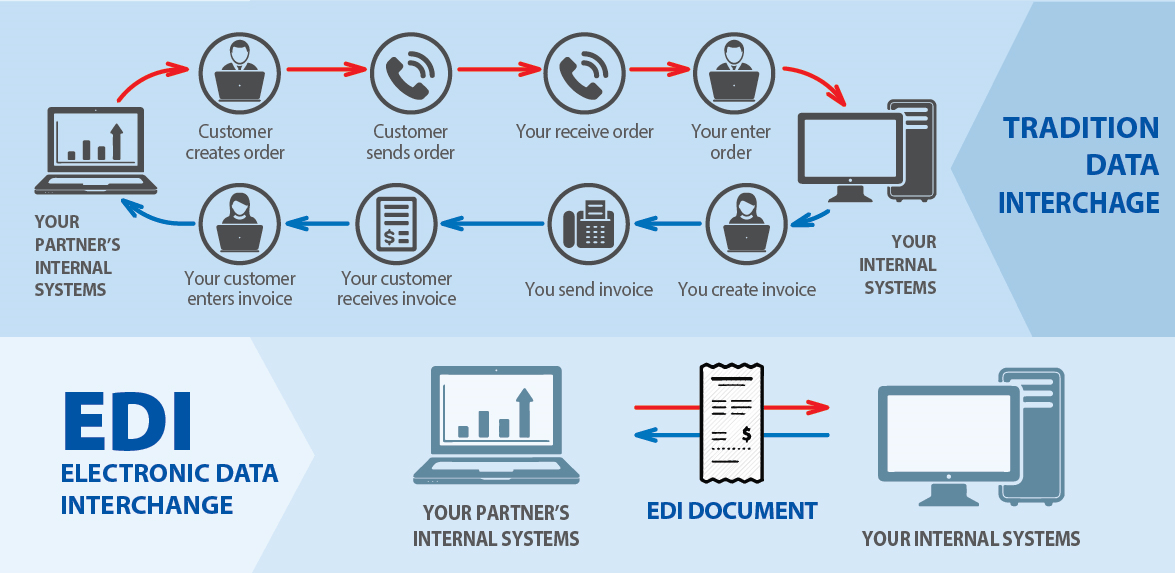 Customer
creates order
Customer
sends order
Your receive order
Your enter
order
TRADITION
DATA
INTERCHAGE
YOUR
PARTNER'S
INTERNAL
SYSTEMS
YOUR
INTERNAL
SYSTEMS
Your customer
enters invoice
Your customer
receives invoice
You send invoice
You create invoice
EDI
ELECTRONIC DATA
INTERCHANGE
$
$
YOUR PARTNER'S
INTERNAL SYSTEMS
EDI DOCUMENT
YOUR INTERNAL SYSTEMS